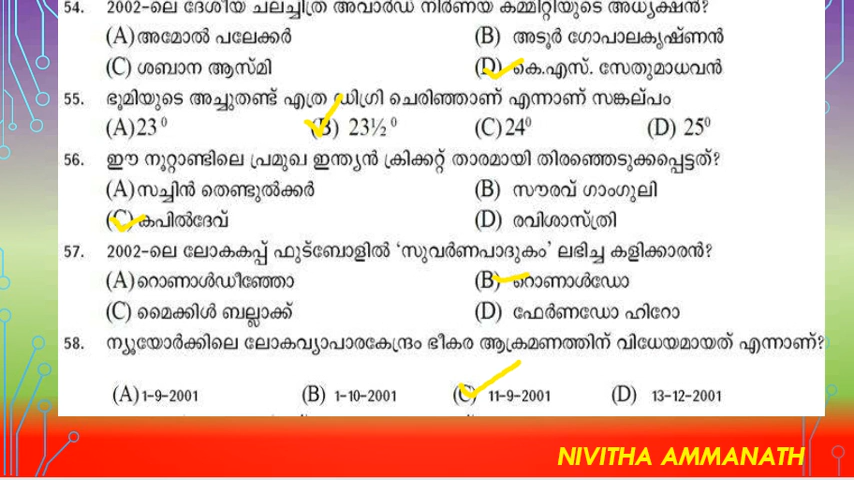 54. 2002-ലെ ദേശീയ ചലച്ചിത്ര അവാർഡ് നിർണയ കമ്മിറ്റിയുടെ അധ്യക്ഷൻ?
(A) അമോൽ പലേക്കർ (B) അടൂർ ഗോപാലകൃഷ്ണൻ
(C) ശബാന ആസ്മി (D) കെ.എസ്. സേതുമാധവൻ
55. ഭൂമിയുടെ അച്ചുതണ്ട് എത്ര ഡിഗ്രി ചെരിഞ്ഞാണ് എന്നാണ് സങ്കല്പം
(A) 23⁰ (B) 23½⁰ (C) 24⁰ (D) 25⁰
56. ഈ നൂറ്റാണ്ടിലെ പ്രമുഖ ഇന്ത്യൻ ക്രിക്കറ്റ് താരമായി തിരഞ്ഞെടുക്കപ്പെട്ടത്?
(A) സച്ചിൻ തെണ്ടുൽക്കർ (B) സൗരവ് ഗാംഗുലി
(C) കപിൽദേവ് (D) രവിശാസ്ത്രി
57. 2002-ലെ ലോകകപ്പ് ഫുട്ബോളിൽ ‘സുവർണപാദുകം’ ലഭിച്ച കളിക്കാരൻ?
(A) റൊണാൾഡീഞ്ഞോ (B) റൊണാൾഡോ
(C) മൈക്കിൾ ബല്ലാക്ക് (D) ഫേർണഡോ ഹിറോ
58. ന്യൂയോർക്കിലെ ലോകവ്യാപാരകേന്ദ്രം ഭീകര ആക്രമണത്തിന് വിധേയമായത് എന്നാണ്?
(A) 1-9-2001 (B) 1-10-2001 (C) 11-9-2001 (D) 13-12-2001
NIVITHA AMMANATH